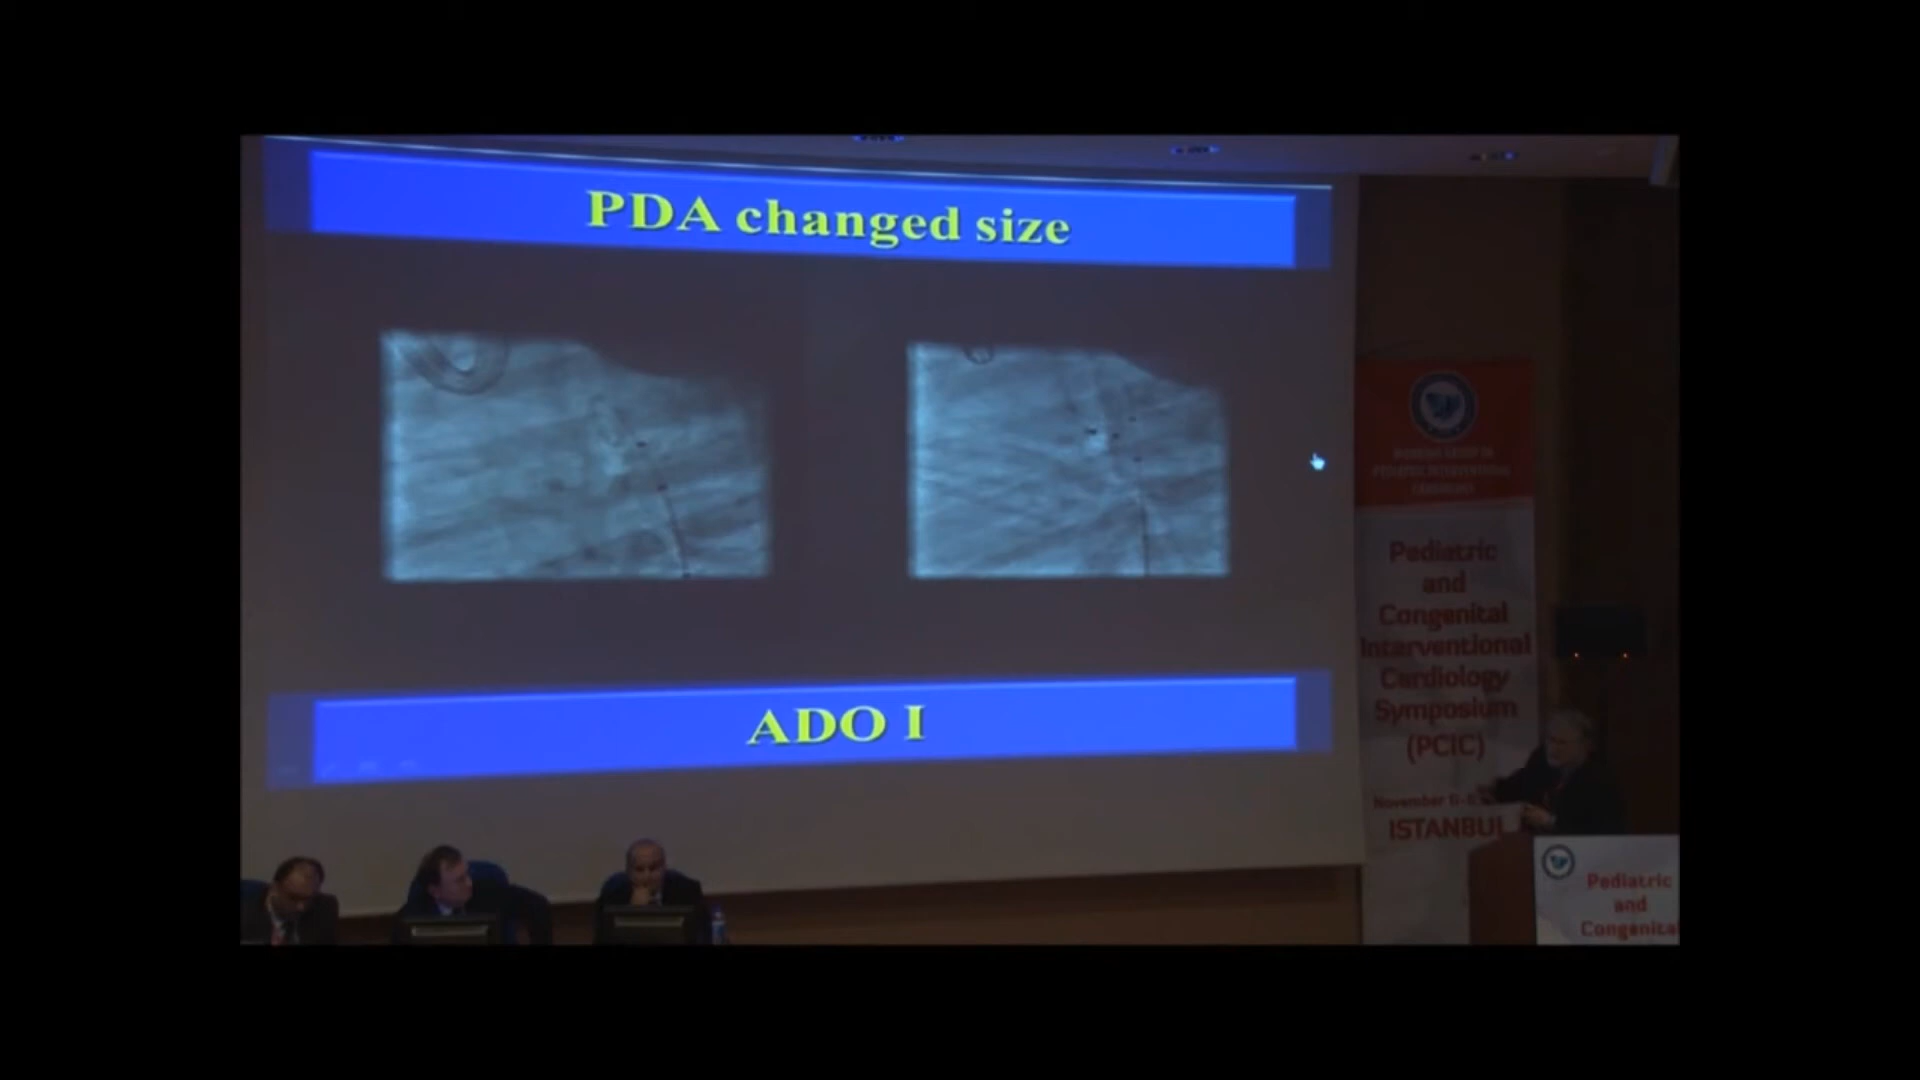 PDA changed size
ADO I
Pediatric
and
Congenital
Interventional
Cardiology
Symposium
(PCIC)
November
ISTANBUL
Pediatric
and
Congenital